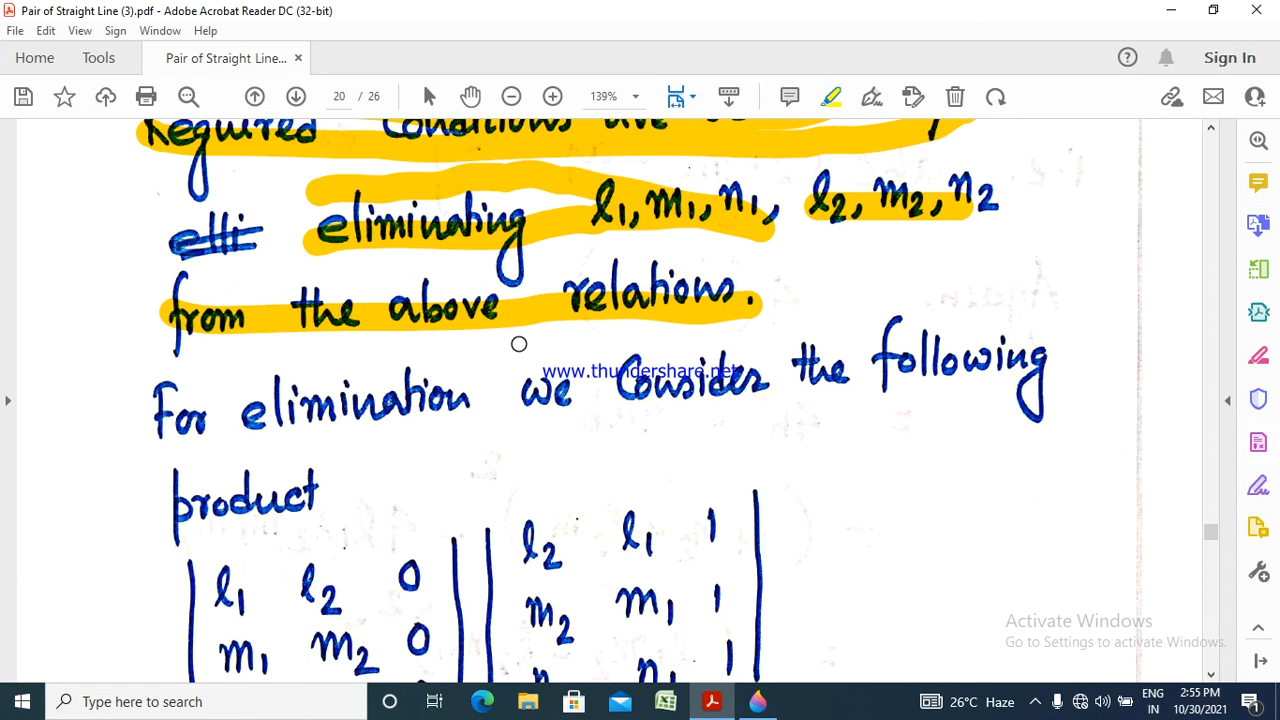 Pair of Straight Line (3).pdf - Adobe Acrobat Reader DC (32-bit)
File Edit View Sign Window Help
Home Tools Pair of Straight Line... × Sign In
20 / 26 139%
Required Conditions are
eliminating l1, m1, n1, l2, m2, n2
from the above relations.
www.thundershare.net
For elimination we Consider the following
product
l1 l2 0 l2 l1 1
m1 m2 0 m2 m1 1
n1 1
Activate Windows
Go to Settings to activate Windows.
Type here to search
26°C Haze
ENG
IN
2:55 PM
10/30/2021